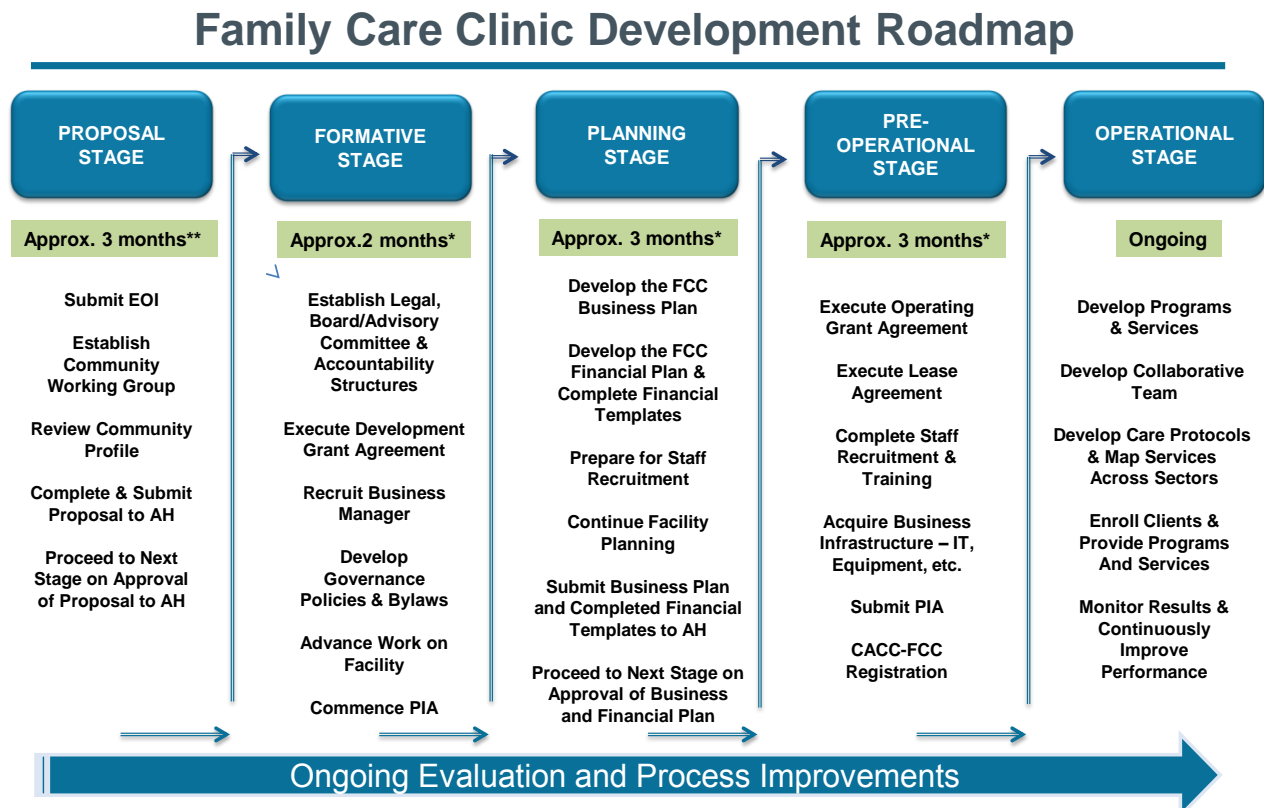 Family Care Clinic Development Roadmap
PROPOSAL
STAGE
Approx. 3 months**
Submit EOI
Establish
Community
Working Group
Review Community
Profile
Complete & Submit
Proposal to AH
Proceed to Next
Stage on Approval
of Proposal to AH
FORMATIVE
STAGE
Approx.2 months*
Establish Legal,
Board/Advisory
Committee &
Accountability
Structures
Execute Development
Grant Agreement
Recruit Business
Manager
Develop
Governance
Policies & Bylaws
Advance Work on
Facility
Commence PIA
PLANNING
STAGE
Approx. 3 months*
Develop the FCC
Business Plan
Develop the FCC
Financial Plan &
Complete Financial
Templates
Prepare for Staff
Recruitment
Continue Facility
Planning
Submit Business Plan
and Completed Financial
Templates to AH
Proceed to Next Stage on
Approval of Business
and Financial Plan
PRE-
OPERATIONAL
STAGE
Approx. 3 months*
Execute Operating
Grant Agreement
Execute Lease
Agreement
Complete Staff
Recruitment &
Training
Acquire Business
Infrastructure – IT,
Equipment, etc.
Submit PIA
CACC-FCC
Registration
OPERATIONAL
STAGE
Ongoing
Develop Programs
& Services
Develop Collaborative
Team
Develop Care Protocols
& Map Services
Across Sectors
Enroll Clients &
Provide Programs
And Services
Monitor Results &
Continuously
Improve
Performance
Ongoing Evaluation and Process Improvements